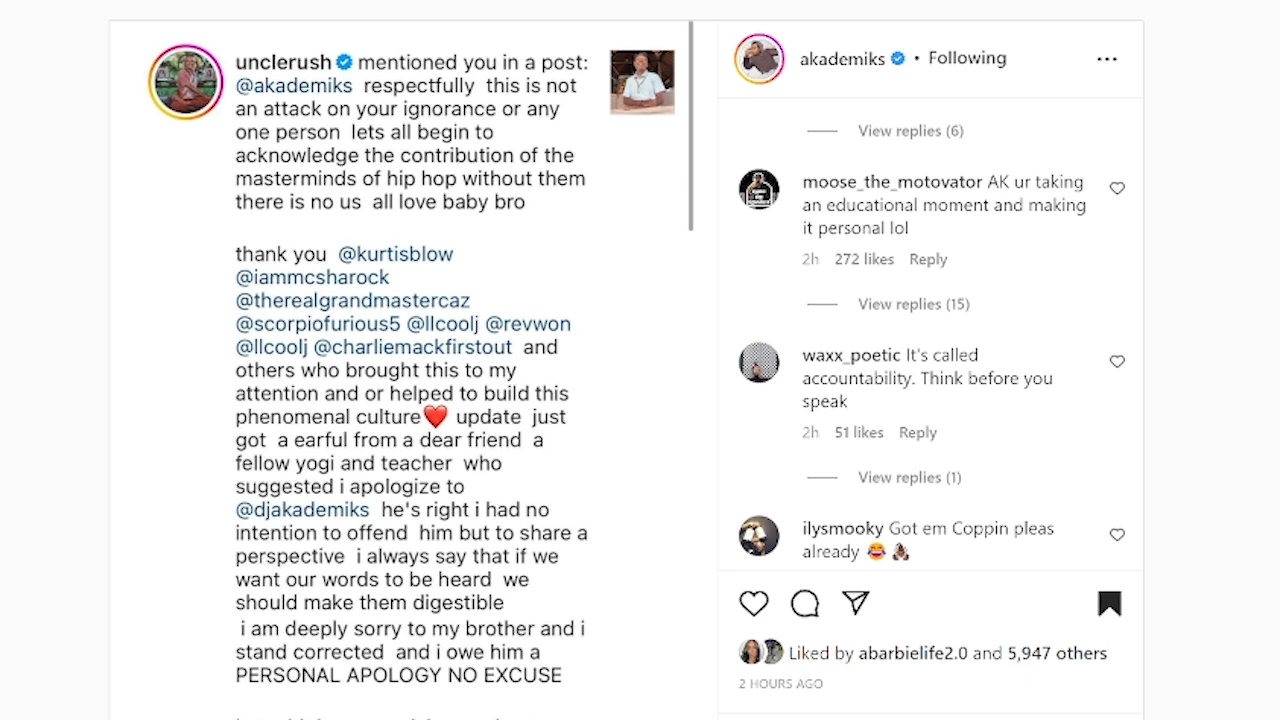 unclerush mentioned you in a post:
@akademiks respectfully this is not
an attack on your ignorance or any
one person lets all begin to
acknowledge the contribution of the
masterminds of hip hop without them
there is no us all love baby bro
thank you @kurtisblow
@iammcsharock
@therealgrandmastercaz
@scorpiofurious5 @llcoolj @revwon
@llcoolj @charliemackfirstout and
others who brought this to my
attention and or helped to build this
phenomenal culture❤️ update just
got a earful from a dear friend a
fellow yogi and teacher who
suggested i apologize to
@djakademiks he's right i had no
intention to offend him but to share a
perspective i always say that if we
want our words to be heard we
should make them digestible
i am deeply sorry to my brother and i
stand corrected and i owe him a
PERSONAL APOLOGY NO EXCUSE
akademiks • Following
View replies (6)
moose_the_motovator AK ur taking
an educational moment and making
it personal lol
2h 272 likes Reply
View replies (15)
waxx_poetic It's called
accountability. Think before you
speak
2h 51 likes Reply
View replies (1)
ilysmooky Got em Coppin pleas
already 😂 🙏🏿
Liked by abarbielife2.0 and 5,947 others
2 HOURS AGO